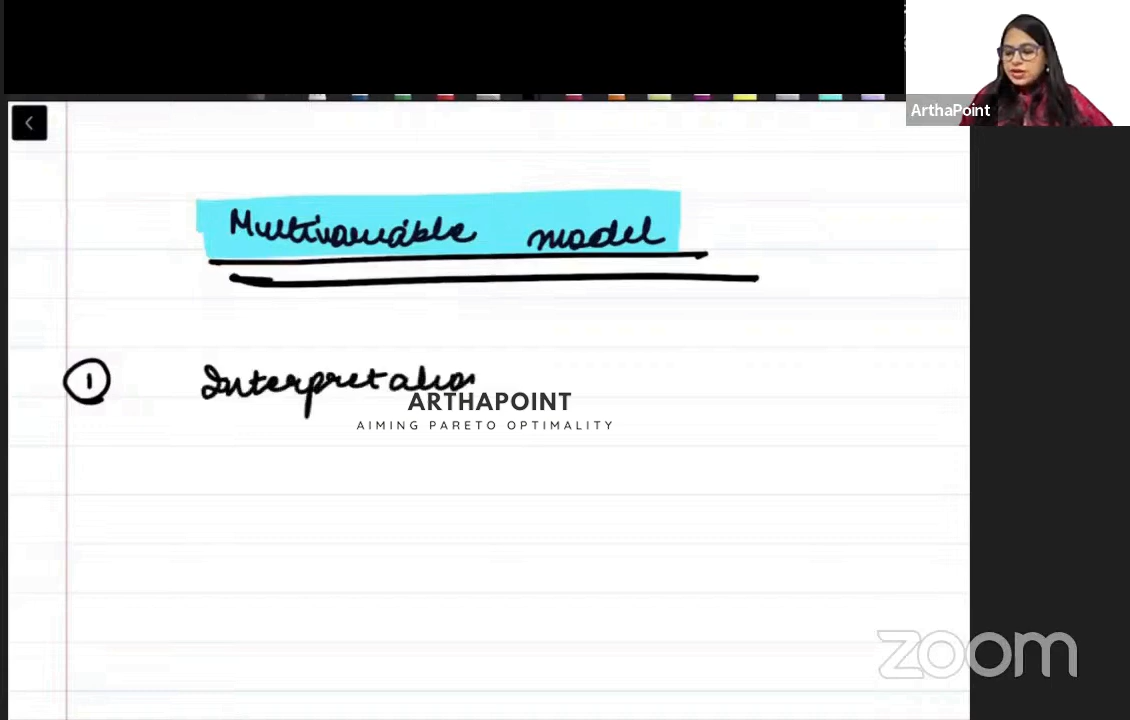 ArthaPoint
Multivariable model
1 Interpretation
ARTHAPOINT
AIMING PARETO OPTIMALITY
zoom